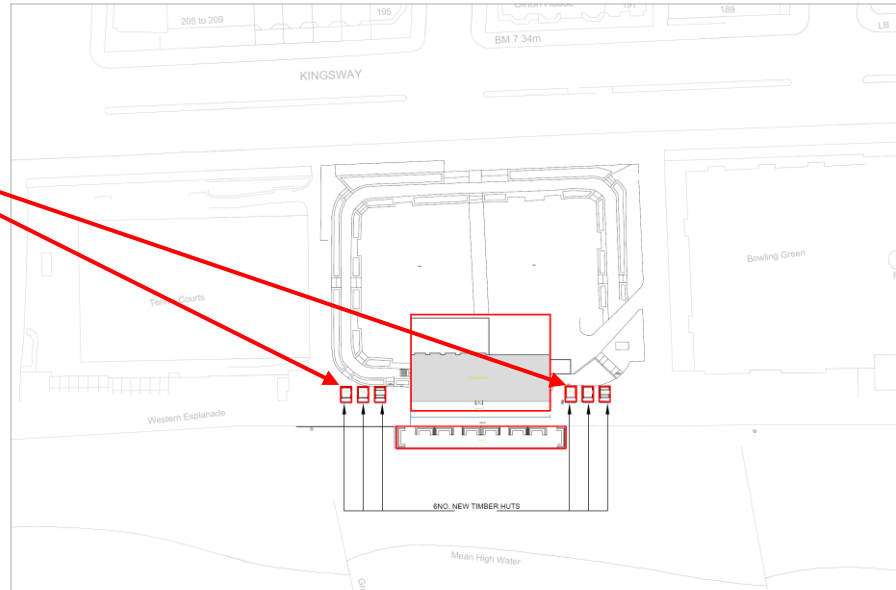 205 to 209
195
191
189
LB
BM 7.34m
KINGSWAY
Bowling Green
Tennis Courts
Western Esplanade
6NO. NEW TIMBER HUTS
Mean High Water